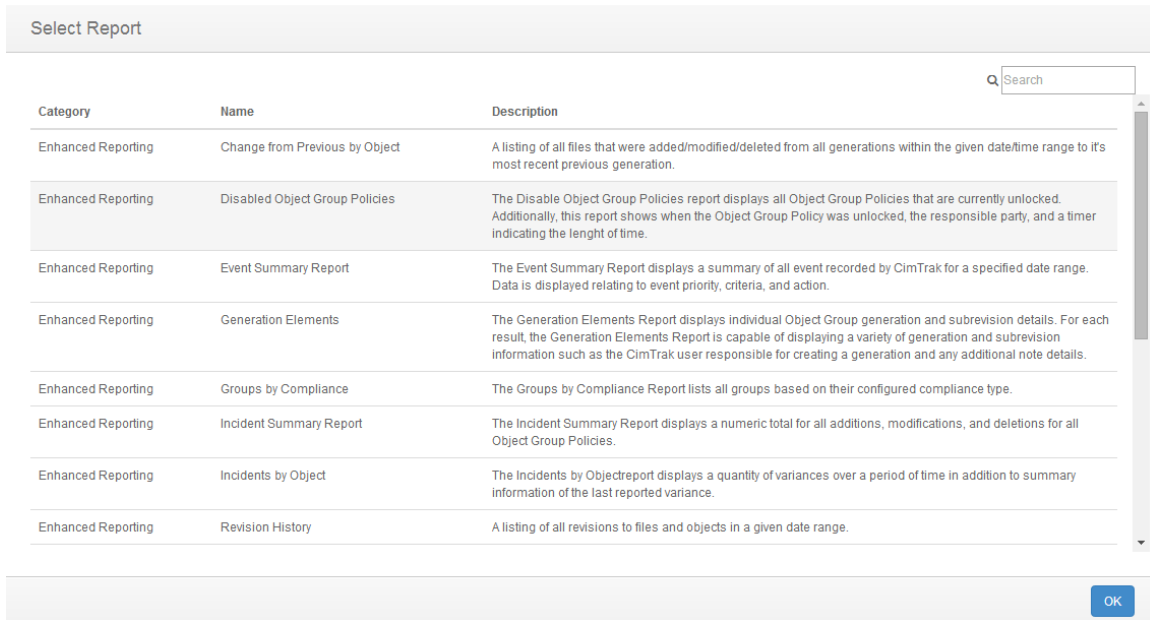 Select Report
Search
Category Name Description
Enhanced Reporting Change from Previous by Object A listing of all files that were added/modified/deleted from all generations within the given date/time range to it's
most recent previous generation.
Enhanced Reporting Disabled Object Group Policies The Disable Object Group Policies report displays all Object Group Policies that are currently unlocked.
Additionally, this report shows when the Object Group Policy was unlocked, the responsible party, and a timer
indicating the lenght of time.
Enhanced Reporting Event Summary Report The Event Summary Report displays a summary of all event recorded by CimTrak for a specified date range.
Data is displayed relating to event priority, criteria, and action.
Enhanced Reporting Generation Elements The Generation Elements Report displays individual Object Group generation and subrevision details. For each
result, the Generation Elements Report is capable of displaying a variety of generation and subrevision
information such as the CimTrak user responsible for creating a generation and any additional note details.
Enhanced Reporting Groups by Compliance The Groups by Compliance Report lists all groups based on their configured compliance type.
Enhanced Reporting Incident Summary Report The Incident Summary Report displays a numeric total for all additions, modifications, and deletions for all
Object Group Policies.
Enhanced Reporting Incidents by Object The Incidents by Objectreport displays a quantity of variances over a period of time in addition to summary
information of the last reported variance.
Enhanced Reporting Revision History A listing of all revisions to files and objects in a given date range.
OK